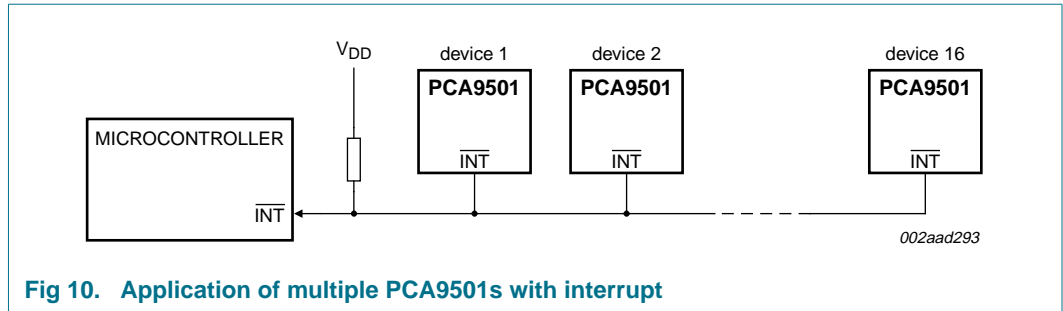 V_DD
device 1
device 2
device 16
PCA9501
PCA9501
PCA9501
MICROCONTROLLER
INT
INT
INT
INT
002aad293
Fig 10. Application of multiple PCA9501s with interrupt